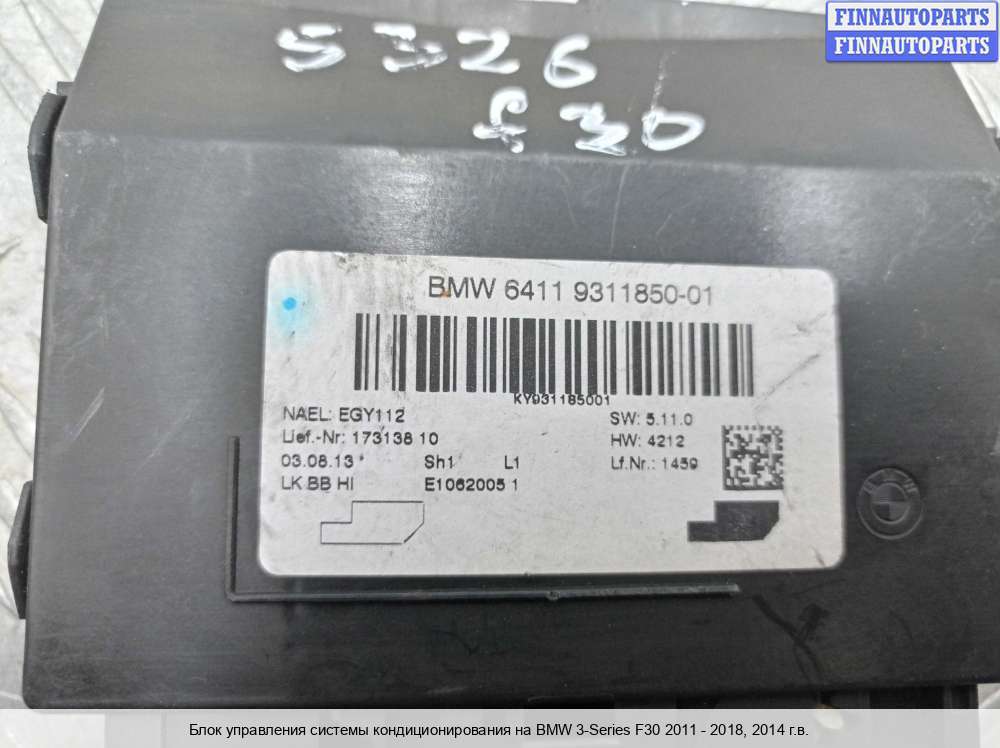 FINNAUTOPARTS
FINNAUTOPARTS
5326
f30
BMW 6411 9311850-01
KY931185001
NAEL: EGY112
SW: 5.11.0
Lief.-Nr: 173138 10
HW: 4212
03.08.13
Sh1 L1
Lf.Nr.: 1459
LK BB HI
E1062005 1
Блок управления системы кондиционирования на BMW 3-Series F30 2011 - 2018, 2014 г.в.